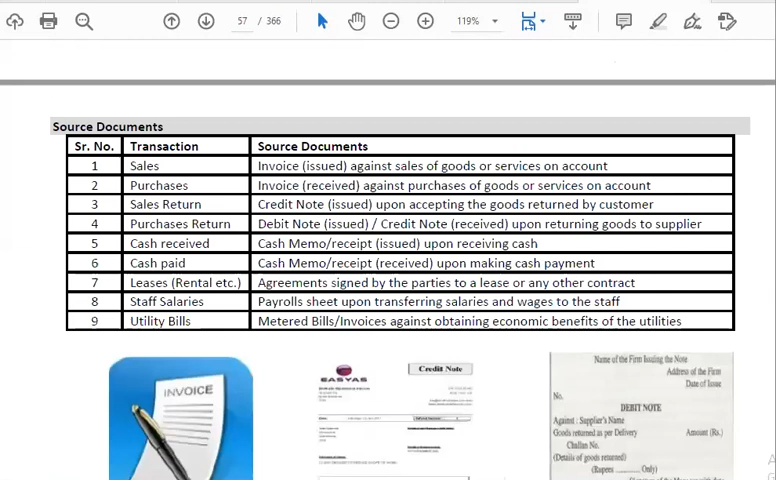 57 / 366
119%
Source Documents
Sr. No. Transaction Source Documents
1 Sales Invoice (issued) against sales of goods or services on account
2 Purchases Invoice (received) against purchases of goods or services on account
3 Sales Return Credit Note (issued) upon accepting the goods returned by customer
4 Purchases Return Debit Note (issued) / Credit Note (received) upon returning goods to supplier
5 Cash received Cash Memo/receipt (issued) upon receiving cash
6 Cash paid Cash Memo/receipt (received) upon making cash payment
7 Leases (Rental etc.) Agreements signed by the parties to a lease or any other contract
8 Staff Salaries Payrolls sheet upon transferring salaries and wages to the staff
9 Utility Bills Metered Bills/Invoices against obtaining economic benefits of the utilities
INVOICE
EASYAS
Credit Note
Name of the Firm Issuing the Note
Address of the Firm
Date of Issue
No.
DEBIT NOTE
Against : Supplier's Name
Goods returned as per Delivery Amount (Rs.)
Challan No.
(Details of goods returned)
(Rupees ______ Only)